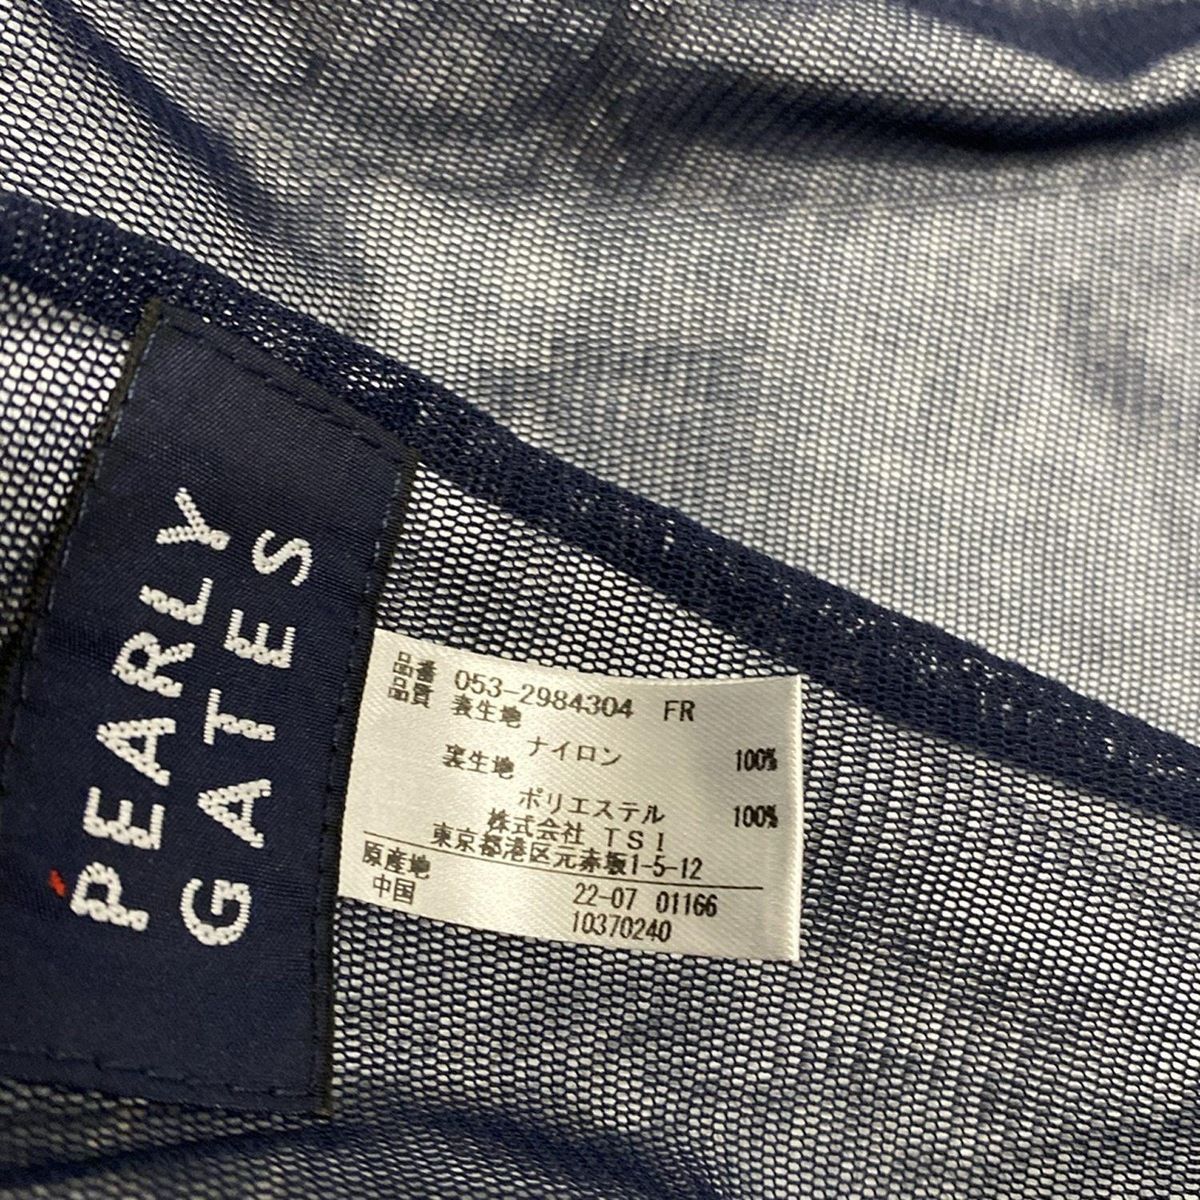 PEARLY
GATES
品番 053-2984304 FR
品質 表生地
ナイロン 100%
裏生地
ポリエステル 100%
株式会社 TSI
東京都港区元赤坂1-5-12
原産地
中国 22-07 01166
10370240